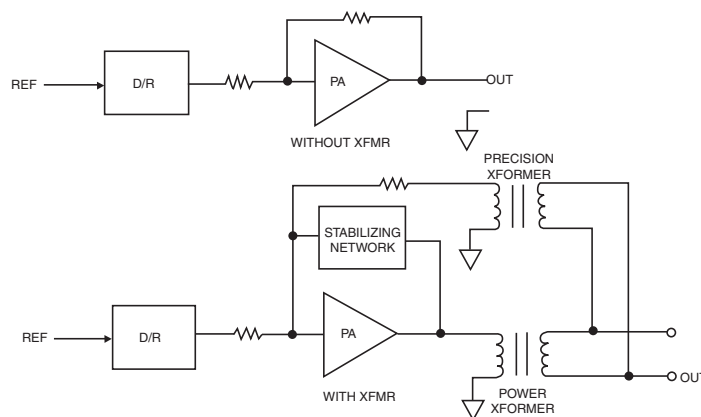 REF
D/R
PA
OUT
WITHOUT XFMR
PRECISION
XFORMER
STABILIZING
NETWORK
REF
D/R
PA
WITH XFMR
POWER
XFORMER
OUT